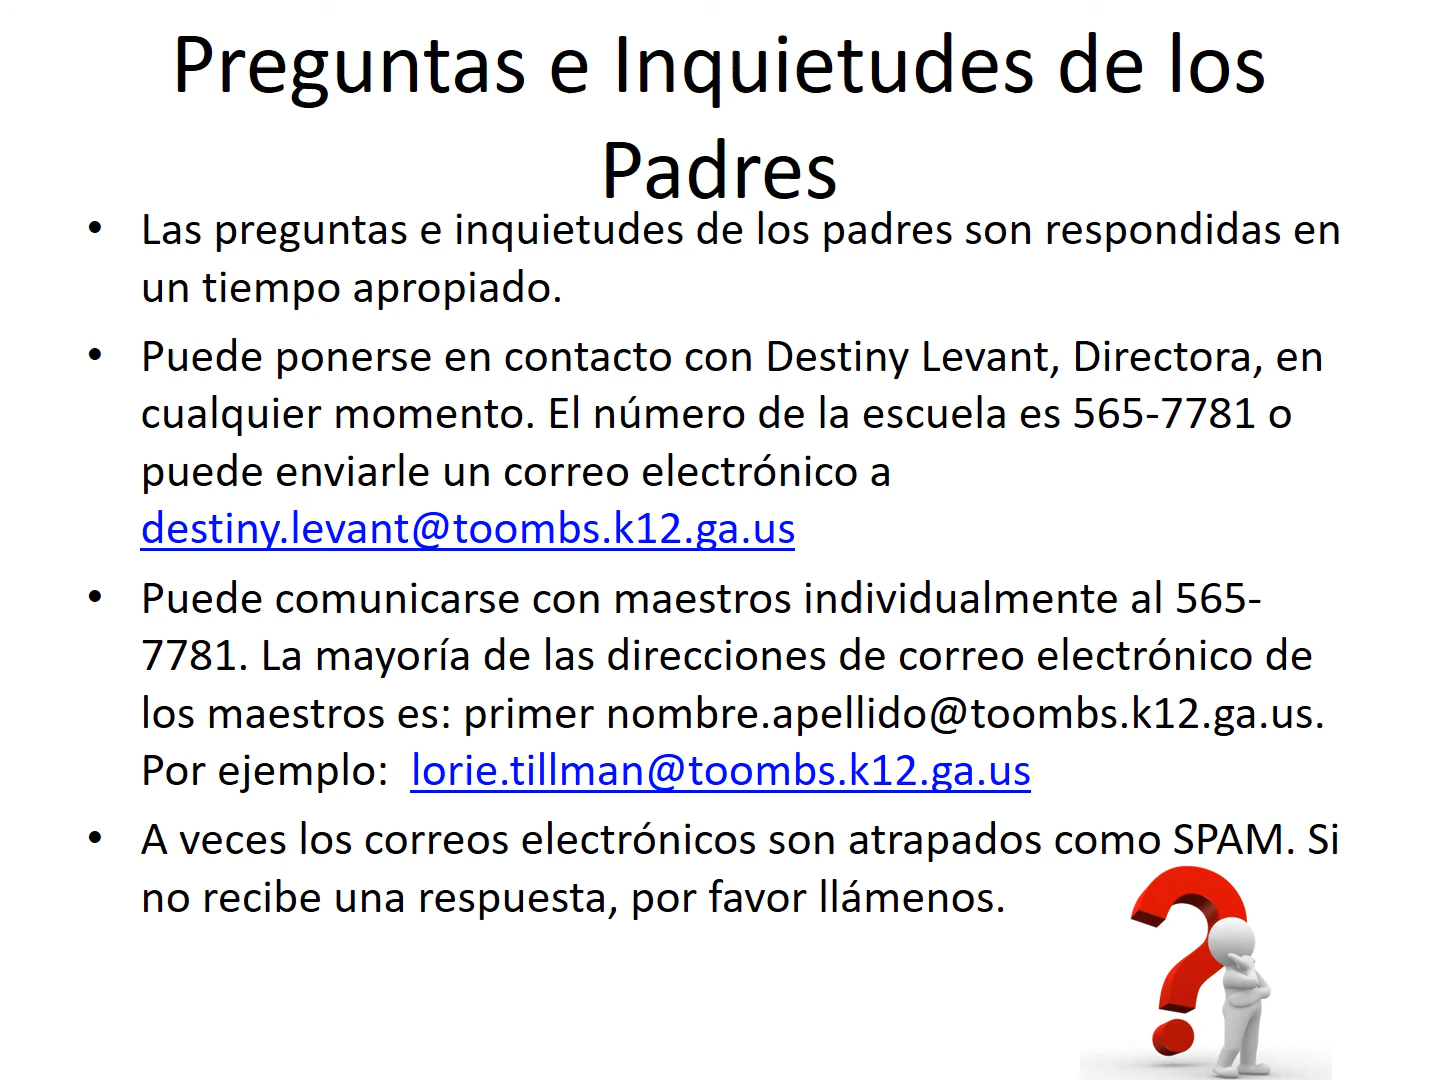 Preguntas e Inquietudes de los
Padres
• Las preguntas e inquietudes de los padres son respondidas en
un tiempo apropiado.
• Puede ponerse en contacto con Destiny Levant, Directora, en
cualquier momento. El número de la escuela es 565-7781 o
puede enviarle un correo electrónico a
destiny.levant@toombs.k12.ga.us
• Puede comunicarse con maestros individualmente al 565-
7781. La mayoría de las direcciones de correo electrónico de
los maestros es: primer nombre.apellido@toombs.k12.ga.us.
Por ejemplo: lorie.tillman@toombs.k12.ga.us
• A veces los correos electrónicos son atrapados como SPAM. Si
no recibe una respuesta, por favor llámenos.